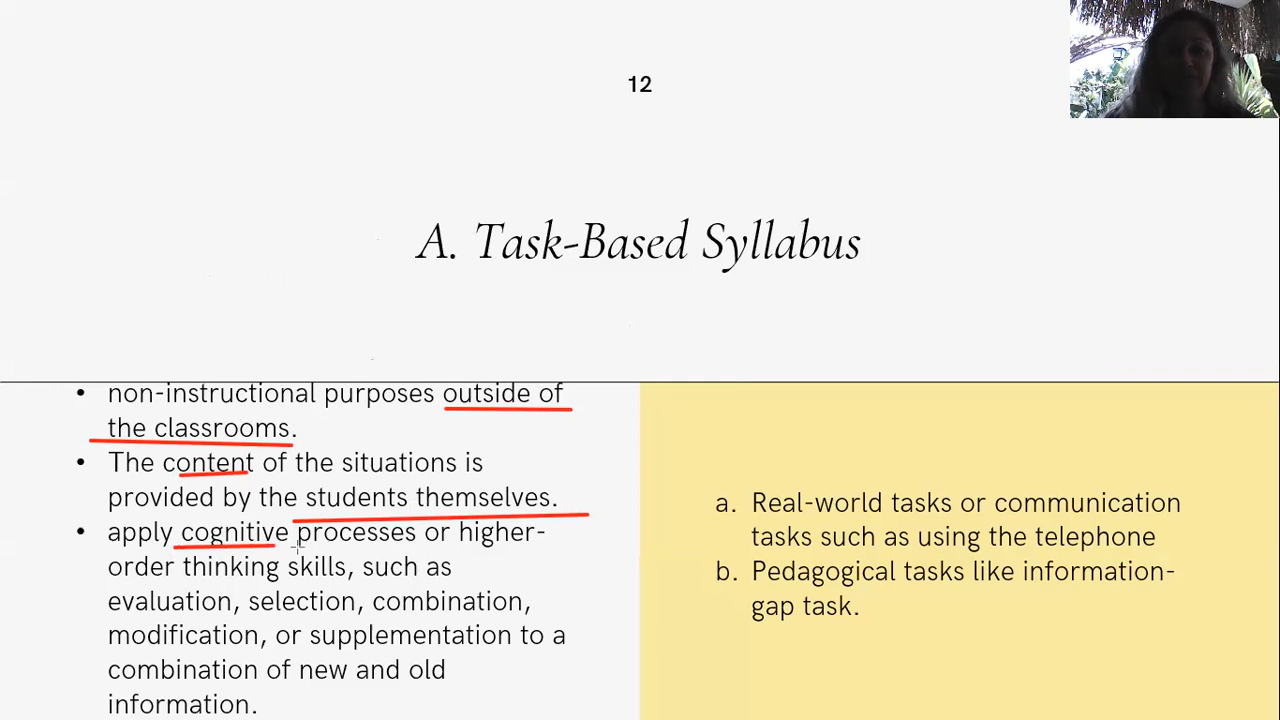 12
A. Task-Based Syllabus
• non-instructional purposes outside of
the classrooms.
• The content of the situations is
provided by the students themselves.
• apply cognitive processes or higher-
order thinking skills, such as
evaluation, selection, combination,
modification, or supplementation to a
combination of new and old
information.
a. Real-world tasks or communication
tasks such as using the telephone
b. Pedagogical tasks like information-
gap task.